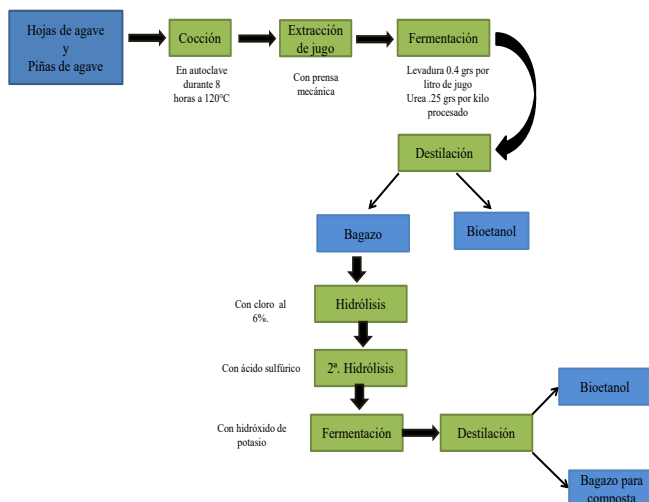 Hojas de agave
y
Piñas de agave
Cocción
En autoclave
durante 8
horas a 120°C
Extracción
de jugo
Con prensa
mecánica
Fermentación
Levadura 0.4 grs por
litro de jugo
Urea .25 grs por kilo
procesado
Destilación
Bagazo
Bioetanol
Con cloro al
6%.
Hidrólisis
Con ácido sulfúrico
2ª. Hidrólisis
Con hidróxido de
potasio
Fermentación
Destilación
Bioetanol
Bagazo para
composta